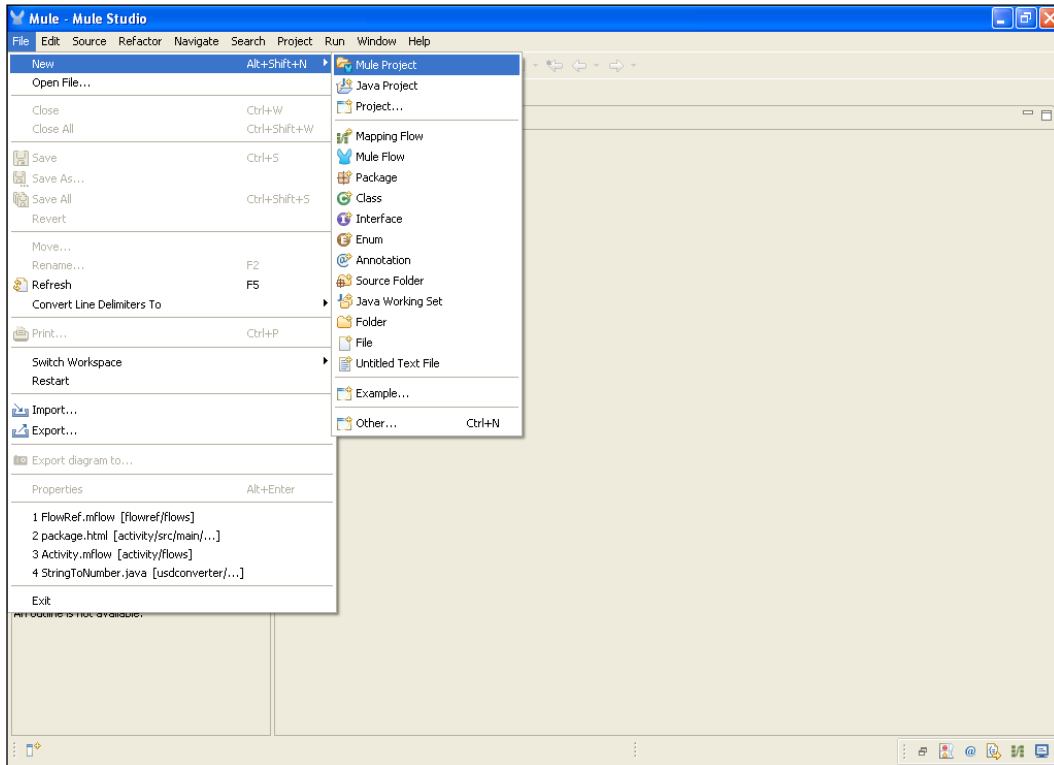 Mule - Mule Studio
File Edit Source Refactor Navigate Search Project Run Window Help
New Alt+Shift+N
Open File...
Close Ctrl+W
Close All Ctrl+Shift+W
Save Ctrl+S
Save As...
Save All Ctrl+Shift+S
Revert
Move...
Rename... F2
Refresh F5
Convert Line Delimiters To
Print... Ctrl+P
Switch Workspace
Restart
Import...
Export...
Export diagram to...
Properties Alt+Enter
1 FlowRef.mflow [flowref/flows]
2 package.html [activity/src/main/...]
3 Activity.mflow [activity/flows]
4 StringToNumber.java [usdconverter/...]
Exit
An outline is not available.
Mule Project
Java Project
Project...
Mapping Flow
Mule Flow
Package
Class
Interface
Enum
Annotation
Source Folder
Java Working Set
Folder
File
Untitled Text File
Example...
Other... Ctrl+N